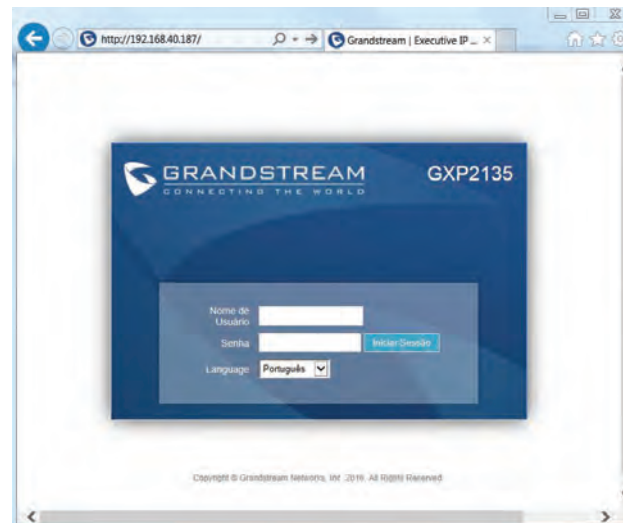 http://192.168.40.187/
Grandstream | Executive IP ...
GRANDSTREAM
CONNECTING THE WORLD
GXP2135
Nome de
Usuário
Senha
Iniciar Sessão
Language
Português
Copyright © Grandstream Networks, Inc. 2016. All Rights Reserved